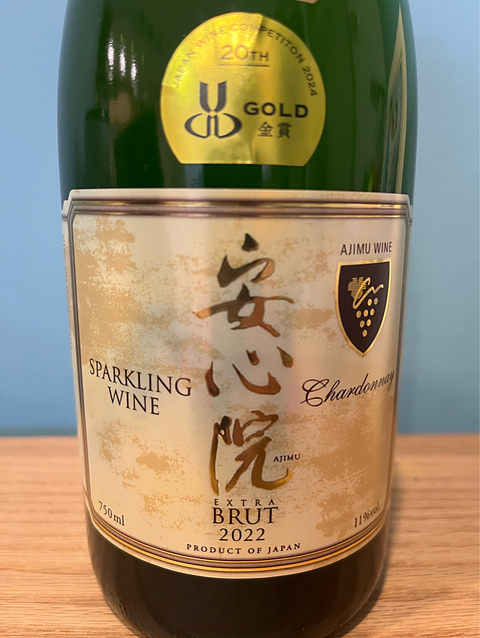 JAPAN WINE COMPETITON 2024
20TH
GOLD
金賞
AJIMU WINE
安心院
AJIMU
SPARKLING
WINE
Chardonnay
EXTRA
BRUT
2022
750ml
11%vol.
PRODUCT OF JAPAN